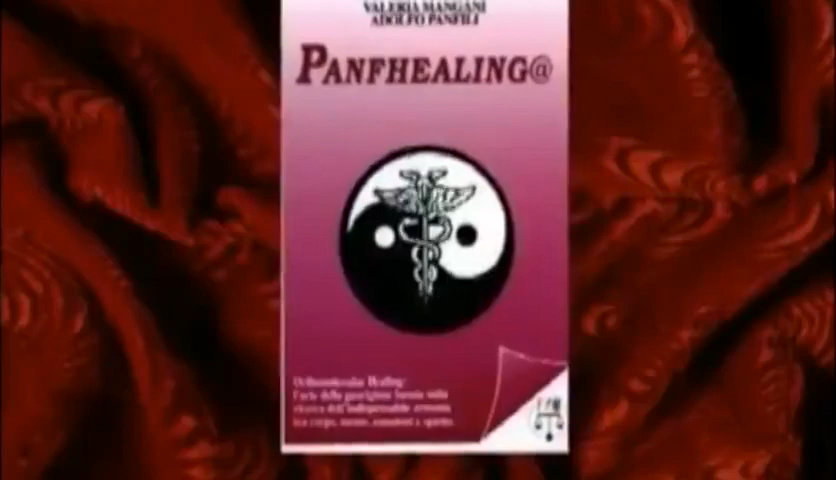 VALERIA MANGANI
ADOLFO PANFILI
PANFHEALING@
Orthomolecular Healing:
l'arte della guarigione basata sulla
ricerca dell'indispensabile armonia
tra corpo, mente, emozioni e spirito.